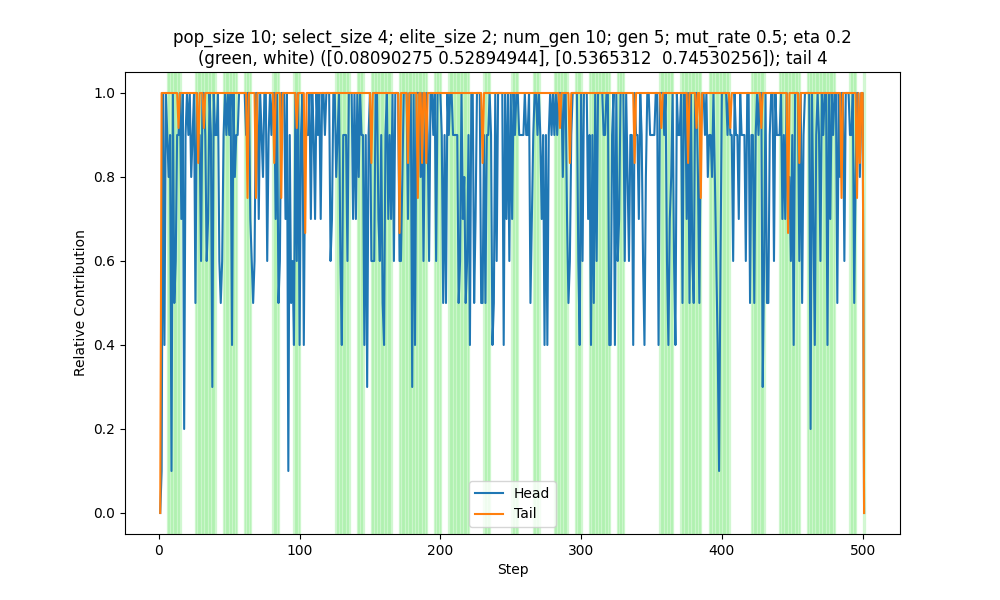 pop_size 10; select_size 4; elite_size 2; num_gen 10; gen 5; mut_rate 0.5; eta 0.2
(green, white) ([0.08090275 0.52894944], [0.5365312  0.74530256]); tail 4
1.0
0.8
0.6
0.4
0.2
0.0
Relative Contribution
Head
Tail
0
100
200
300
400
500
Step